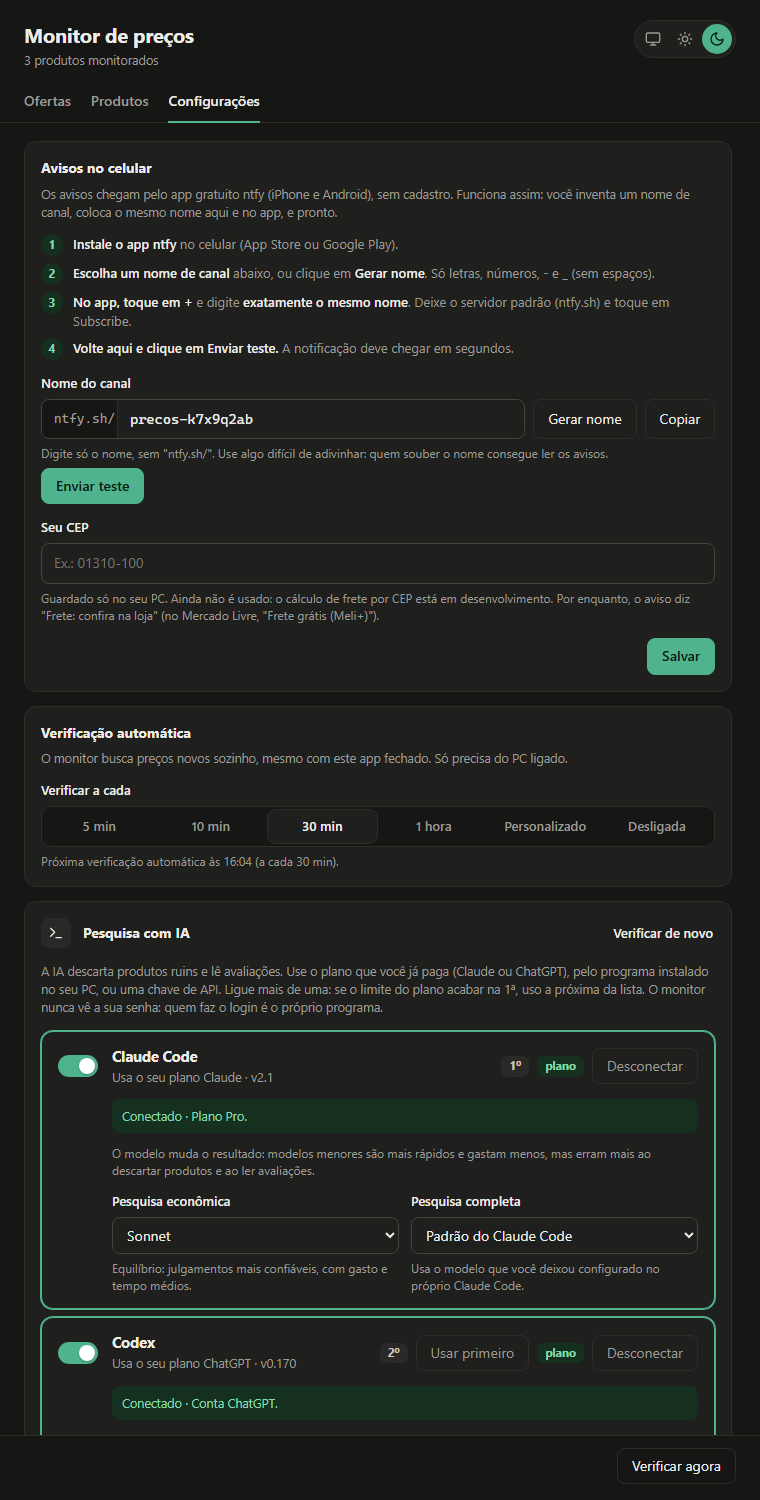 Monitor de preços
3 produtos monitorados
Ofertas Produtos Configurações
Avisos no celular
Os avisos chegam pelo app gratuito ntfy (iPhone e Android), sem cadastro. Funciona assim: você inventa um nome de
canal, coloca o mesmo nome aqui e no app, e pronto.
1 Instale o app ntfy no celular (App Store ou Google Play).
2 Escolha um nome de canal abaixo, ou clique em Gerar nome. Só letras, números, - e _ (sem espaços).
3 No app, toque em + e digite exatamente o mesmo nome. Deixe o servidor padrão (ntfy.sh) e toque em
Subscribe.
4 Volte aqui e clique em Enviar teste. A notificação deve chegar em segundos.
Nome do canal
ntfy.sh/ precos-k7x9q2ab Gerar nome Copiar
Digite só o nome, sem "ntfy.sh/". Use algo difícil de adivinhar: quem souber o nome consegue ler os avisos.
Enviar teste
Seu CEP
Ex.: 01310-100
Guardado só no seu PC. Ainda não é usado: o cálculo de frete por CEP está em desenvolvimento. Por enquanto, o aviso diz
"Frete: confira na loja" (no Mercado Livre, "Frete grátis (Meli+)").
Salvar
Verificação automática
O monitor busca preços novos sozinho, mesmo com este app fechado. Só precisa do PC ligado.
Verificar a cada
5 min 10 min 30 min 1 hora Personalizado Desligada
Próxima verificação automática às 16:04 (a cada 30 min).
Pesquisa com IA Verificar de novo
A IA descarta produtos ruins e lê avaliações. Use o plano que você já paga (Claude ou ChatGPT), pelo programa instalado
no seu PC, ou uma chave de API. Ligue mais de uma: se o limite do plano acabar na 1ª, uso a próxima da lista. O monitor
nunca vê a sua senha: quem faz o login é o próprio programa.
Claude Code 1º plano Desconectar
Usa o seu plano Claude · v2.1
Conectado · Plano Pro.
O modelo muda o resultado: modelos menores são mais rápidos e gastam menos, mas erram mais ao
descartar produtos e ao ler avaliações.
Pesquisa econômica Pesquisa completa
Sonnet Padrão do Claude Code
Equilíbrio: julgamentos mais confiáveis, com gasto e Usa o modelo que você deixou configurado no
tempo médios. próprio Claude Code.
Codex 2º Usar primeiro plano Desconectar
Usa o seu plano ChatGPT · v0.170
Conectado · Conta ChatGPT.
Verificar agora